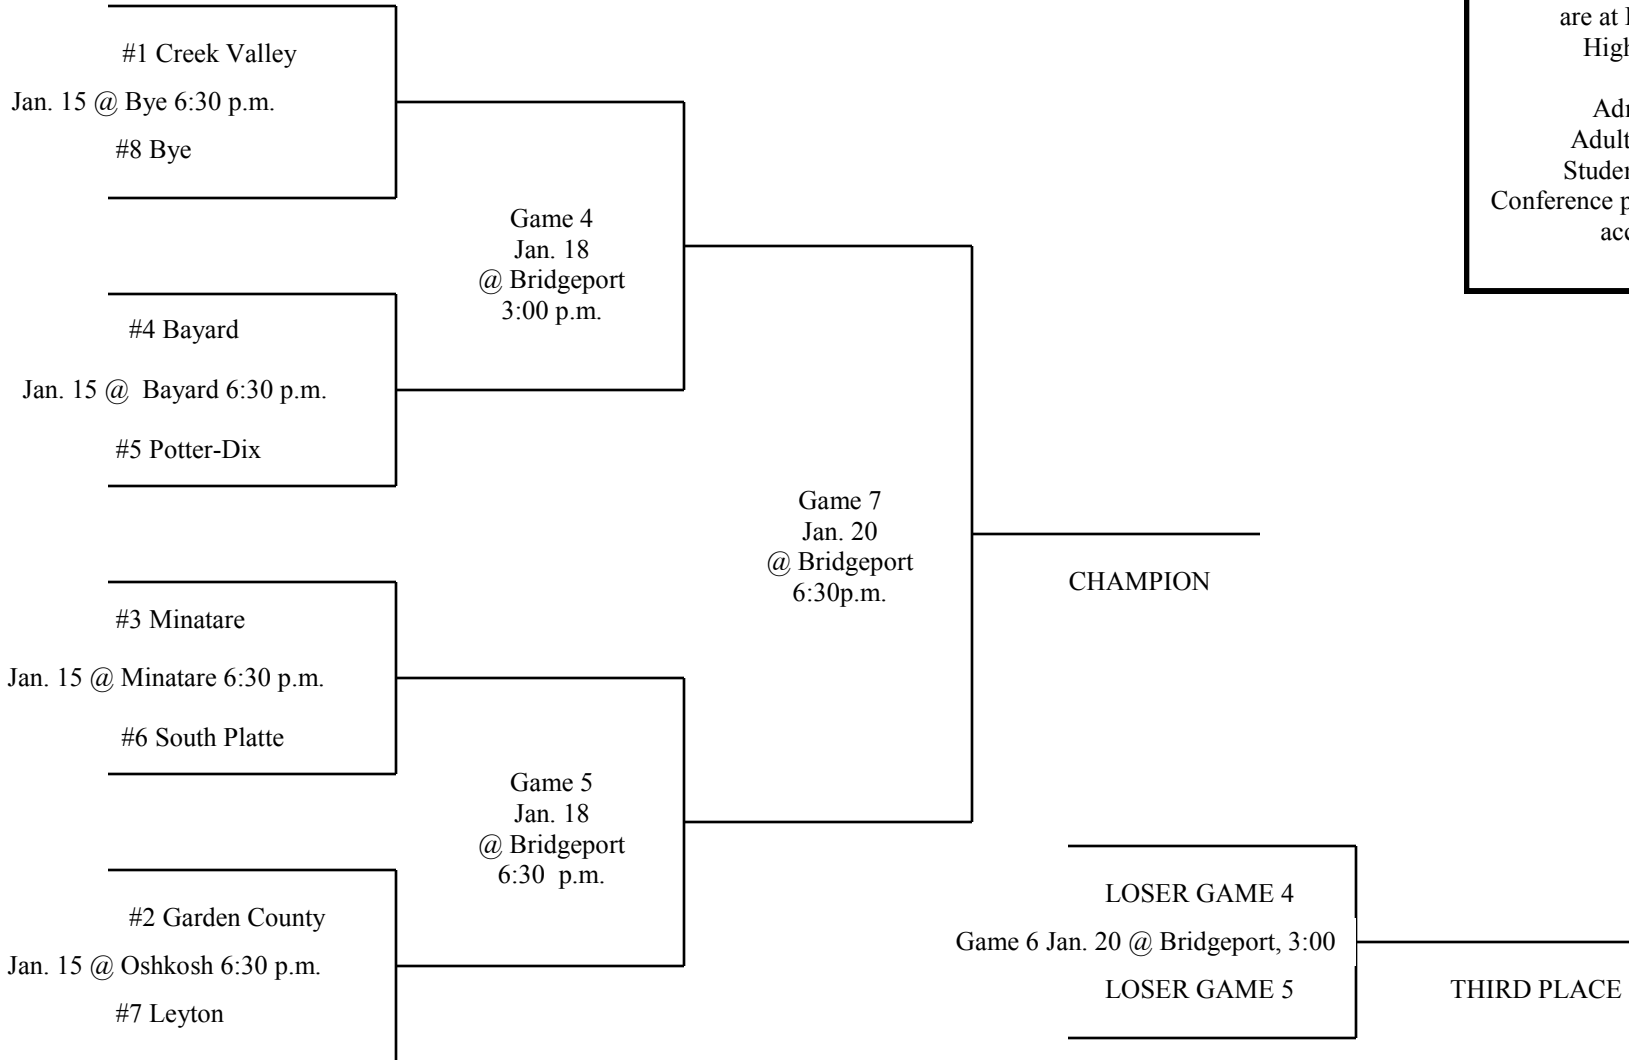 #1 Creek Valley
Jan. 15 @ Bye 6:30 p.m.
#8 Bye
Game 4
Jan. 18
@ Bridgeport
3:00 p.m.
#4 Bayard
Jan. 15 @  Bayard 6:30 p.m.
#5 Potter-Dix
Game 7
Jan. 20
@ Bridgeport
6:30p.m.
CHAMPION
#3 Minatare
Jan. 15 @ Minatare 6:30 p.m.
#6 South Platte
Game 5
Jan. 18
@ Bridgeport
6:30  p.m.
#2 Garden County
Jan. 15 @ Oshkosh 6:30 p.m.
#7 Leyton
LOSER GAME 4
Game 6 Jan. 20 @ Bridgeport, 3:00
LOSER GAME 5
THIRD PLACE
are at
Conference